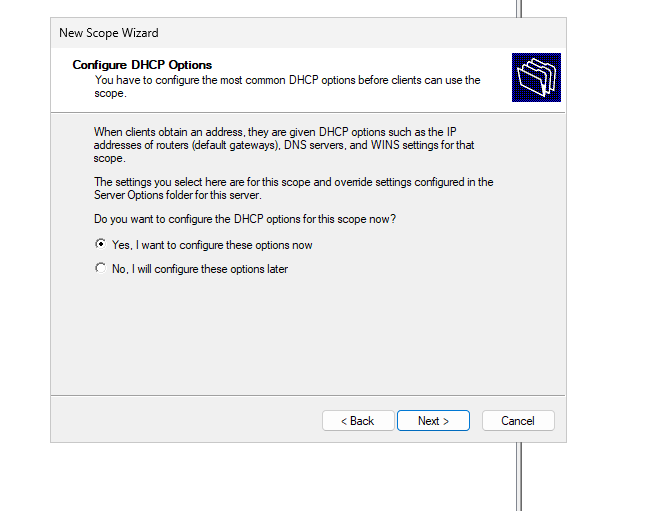 New Scope Wizard
Configure DHCP Options
You have to configure the most common DHCP options before clients can use the
scope.
When clients obtain an address, they are given DHCP options such as the IP
addresses of routers (default gateways), DNS servers, and WINS settings for that
scope.
The settings you select here are for this scope and override settings configured in the
Server Options folder for this server.
Do you want to configure the DHCP options for this scope now?
Yes, I want to configure these options now
No, I will configure these options later
< Back
Next >
Cancel